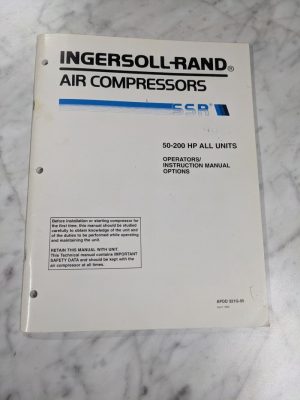 INGERSOLL-RAND®
AIR COMPRESSORS
SSR®
50-200 HP ALL UNITS
OPERATORS/
INSTRUCTION MANUAL
OPTIONS
Before installation or starting compressor for
the first time, this manual should be studied
carefully to obtain knowledge of the unit and
of the duties to be performed while operating
and maintaining the unit.
RETAIN THIS MANUAL WITH UNIT.
This Technical manual contains IMPORTANT
SAFETY DATA and should be kept with the
air compressor at all times.